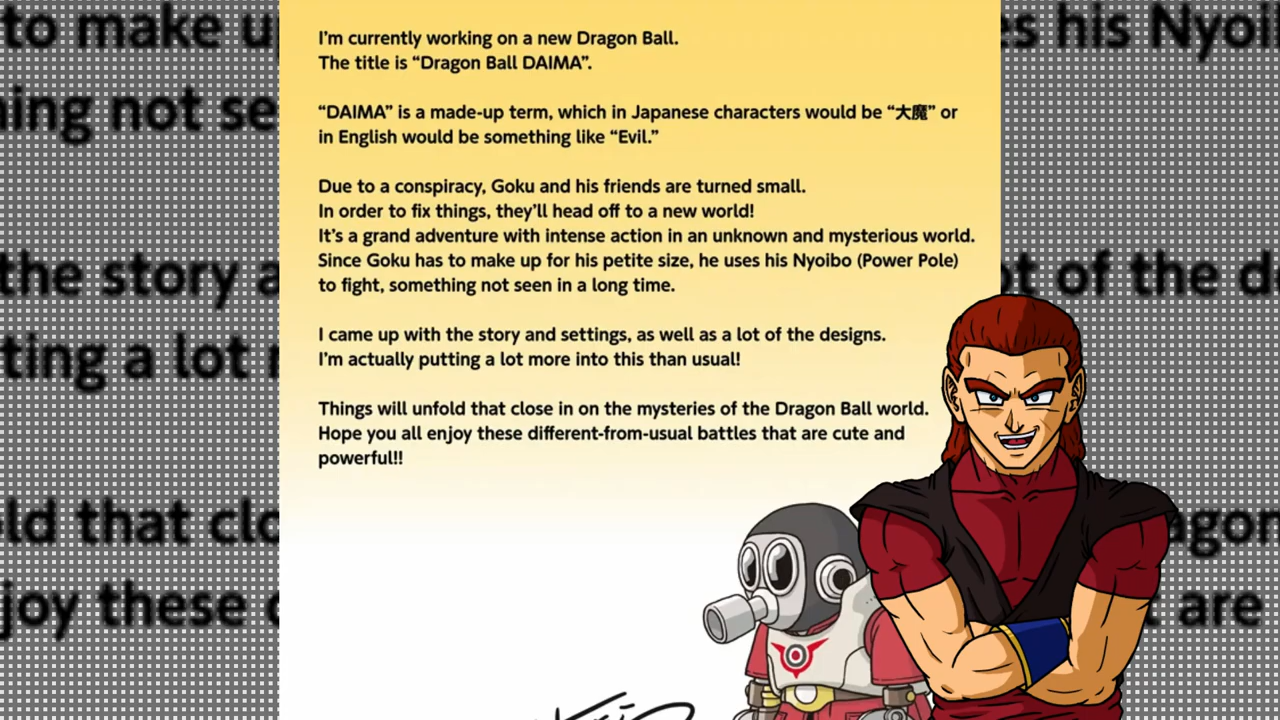 I'm currently working on a new Dragon Ball.
The title is “Dragon Ball DAIMA”.
“DAIMA” is a made-up term, which in Japanese characters would be “大魔” or
in English would be something like “Evil.”
Due to a conspiracy, Goku and his friends are turned small.
In order to fix things, they'll head off to a new world!
It's a grand adventure with intense action in an unknown and mysterious world.
Since Goku has to make up for his petite size, he uses his Nyoibo (Power Pole)
to fight, something not seen in a long time.
I came up with the story and settings, as well as a lot of the designs.
I'm actually putting a lot more into this than usual!
Things will unfold that close in on the mysteries of the Dragon Ball world.
Hope you all enjoy these different-from-usual battles that are cute and
powerful!!